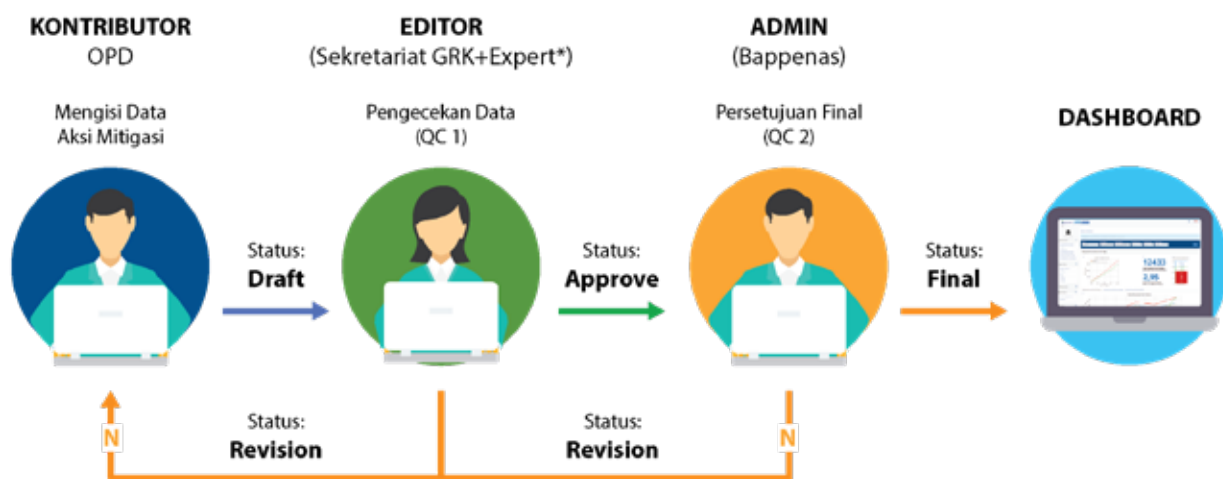 KONTRIBUTOR
OPD
Mengisi Data
Aksi Mitigasi
EDITOR
(Sekretariat GRK+Expert*)
Pengecekan Data
(QC 1)
ADMIN
(Bappenas)
Persetujuan Final
(QC 2)
DASHBOARD
Status:
Draft
Status:
Approve
Status:
Final
12433
2,96
N
Status:
Revision
Status:
Revision
N